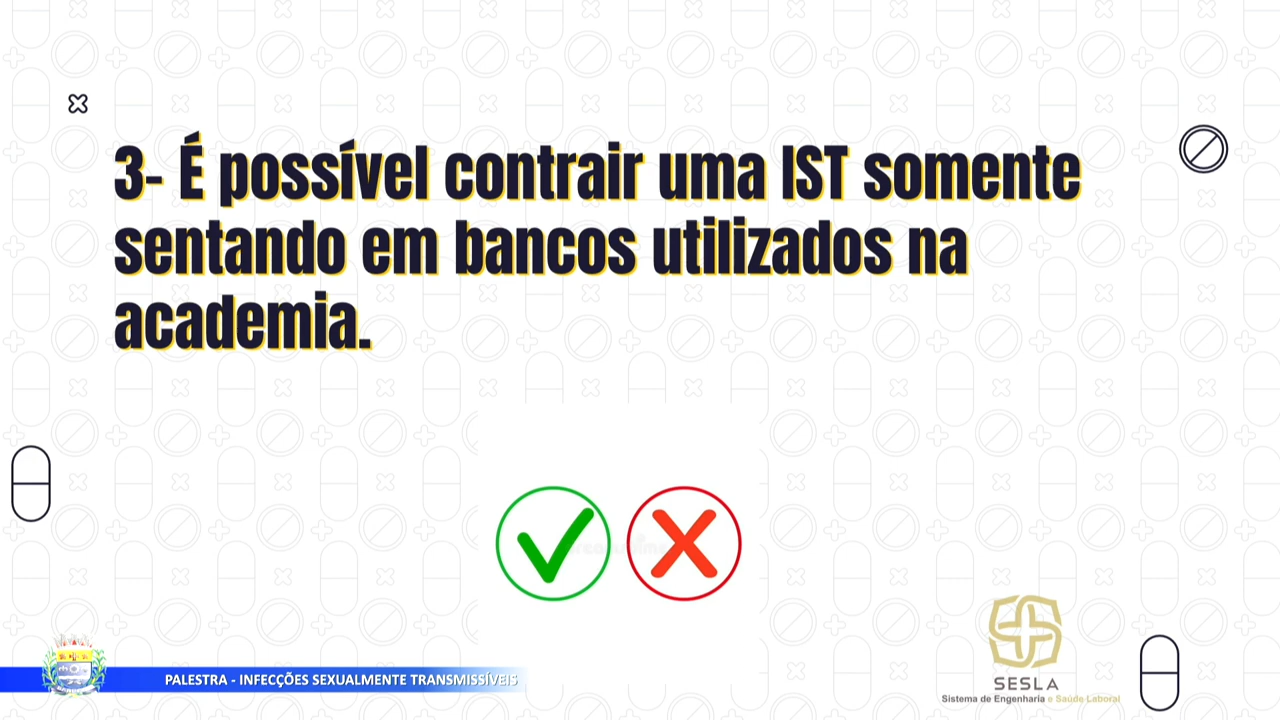 3- É possível contrair uma IST somente
sentando em bancos utilizados na
academia.
PALESTRA - INFECÇÕES SEXUALMENTE TRANSMISSÍVEIS
SESLA
Sistema de Engenharia e Saúde Laboral